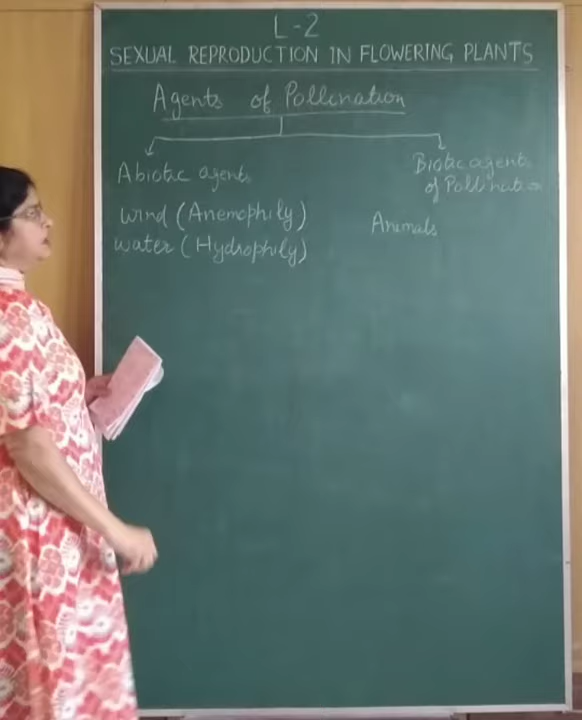 L-2
SEXUAL REPRODUCTION IN FLOWERING PLANTS
Agents of Pollination
Abiotic agents
Biotic agents
of Pollination
wind (Anemophily)
Animals
water (Hydrophily)